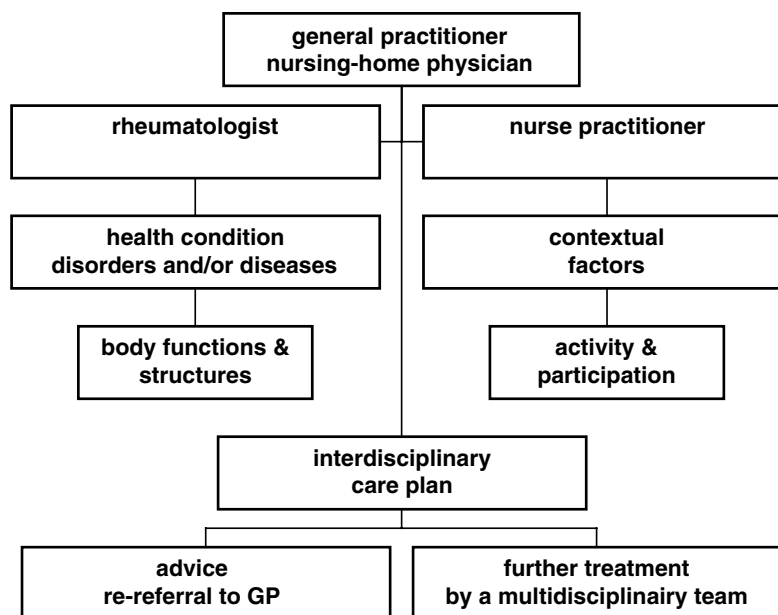 general practitioner
nursing-home physician
rheumatologist
nurse practitioner
health condition
disorders and/or diseases
contextual
factors
body functions &
structures
activity &
participation
interdisciplinary
care plan
advice
re-referral to GP
further treatment
by a multidisciplinairy team